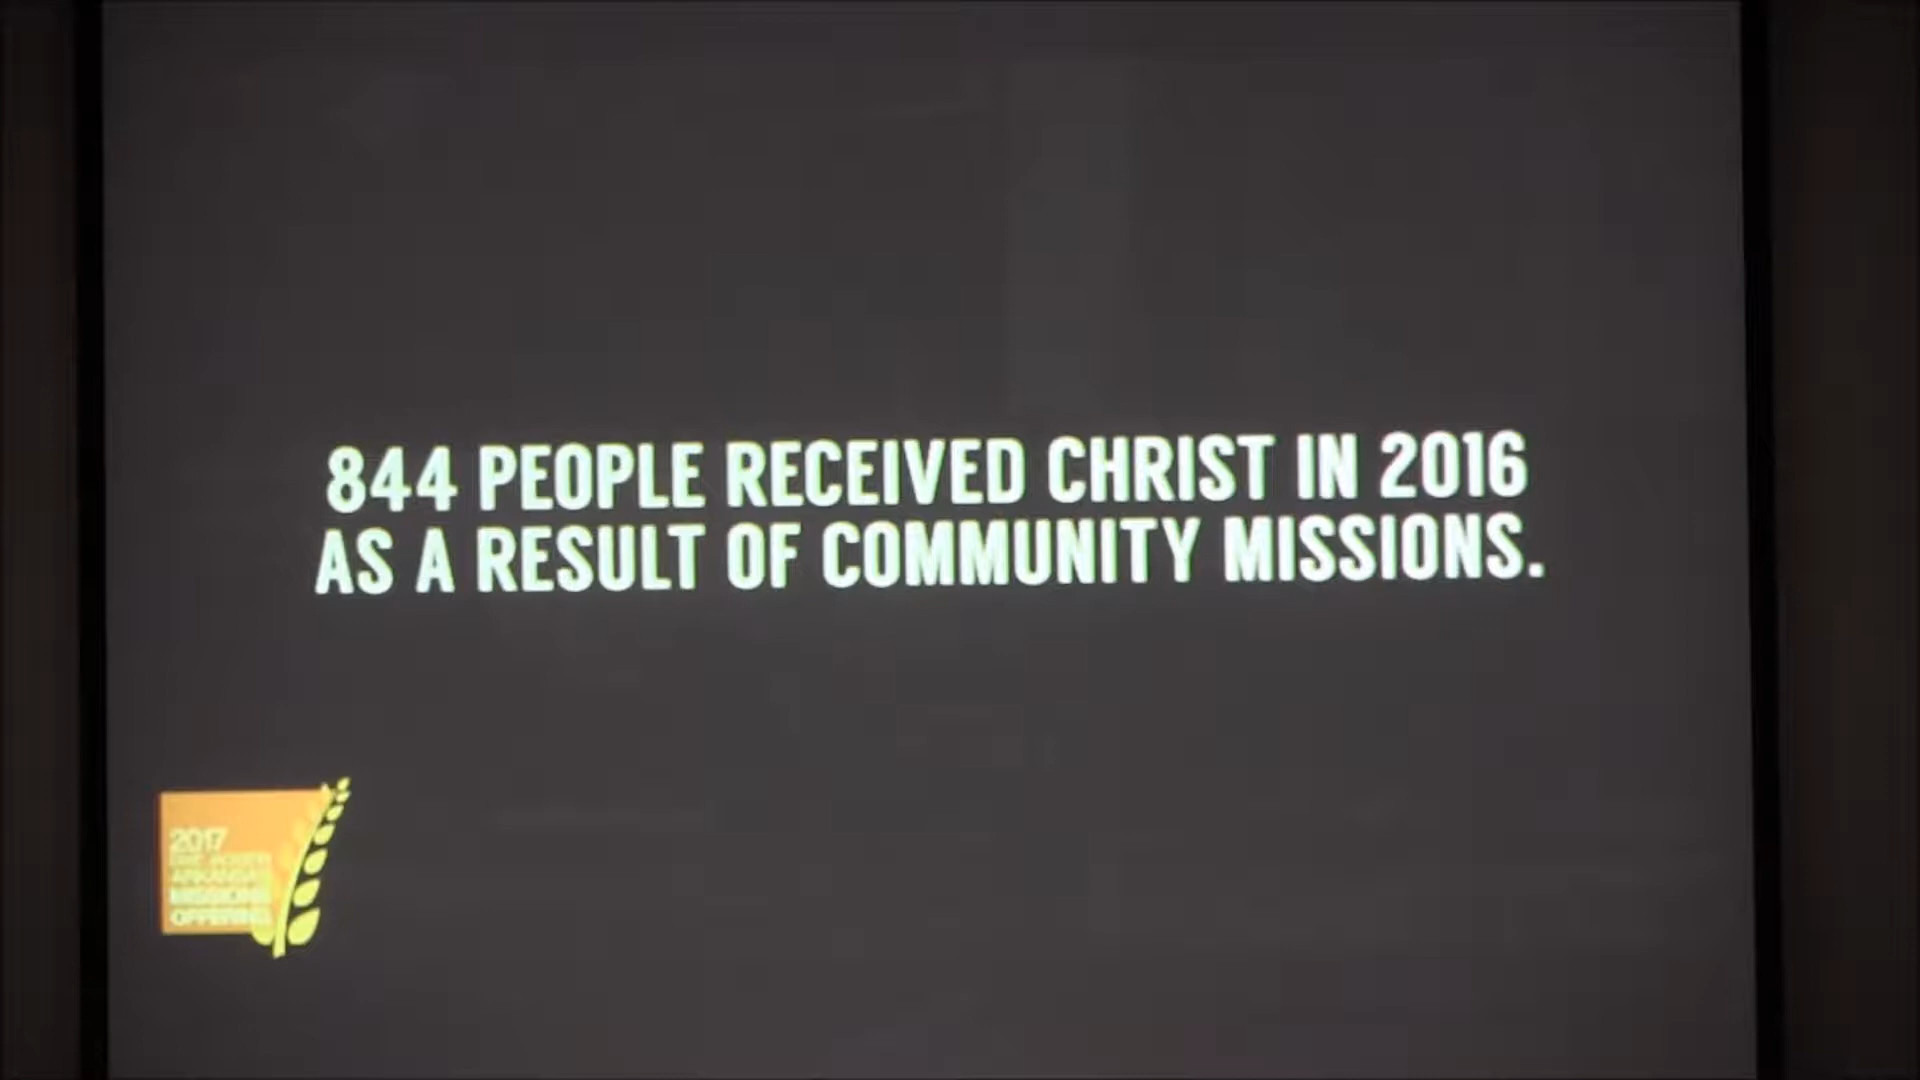 844 PEOPLE RECEIVED CHRIST IN 2016
AS A RESULT OF COMMUNITY MISSIONS.
2017
ARKANSAS
MISSIONS
OFFERING